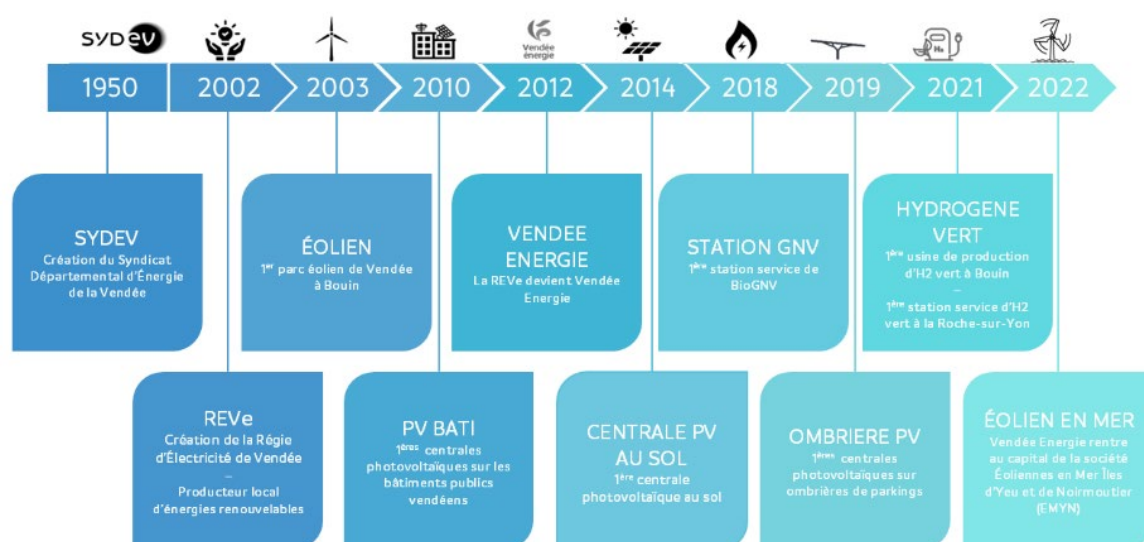 SYDEV
Vendée
énergie
H₂
1950
2002
2003
2010
2012
2014
2018
2019
2021
2022
SYDEV
Création du Syndicat
Départemental d'Énergie
de la Vendée
ÉOLIEN
1er parc éolien de Vendée
à Bouin
VENDEE
ENERGIE
La REVe devient Vendée
Energie
STATION GNV
1ère station service de
BioGNV
HYDROGENE
VERT
1ère usine de production
d'H2 vert à Bouin
–
1ère station service d'H2
vert à la Roche-sur-Yon
REVe
Création de la Régie
d'Électricité de Vendée
–
Producteur local
d'énergies renouvelables
PV BATI
1ères centrales
photovoltaïques sur les
bâtiments publics
vendéens
CENTRALE PV
AU SOL
1ère centrale
photovoltaïque au sol
OMBRIERE PV
1ères centrales
photovoltaïques sur
ombrières de parkings
ÉOLIEN EN MER
Vendée Energie rentre
au capital de la société
Éoliennes en Mer Îles
d'Yeu et de Noirmoutier
(EMYN)